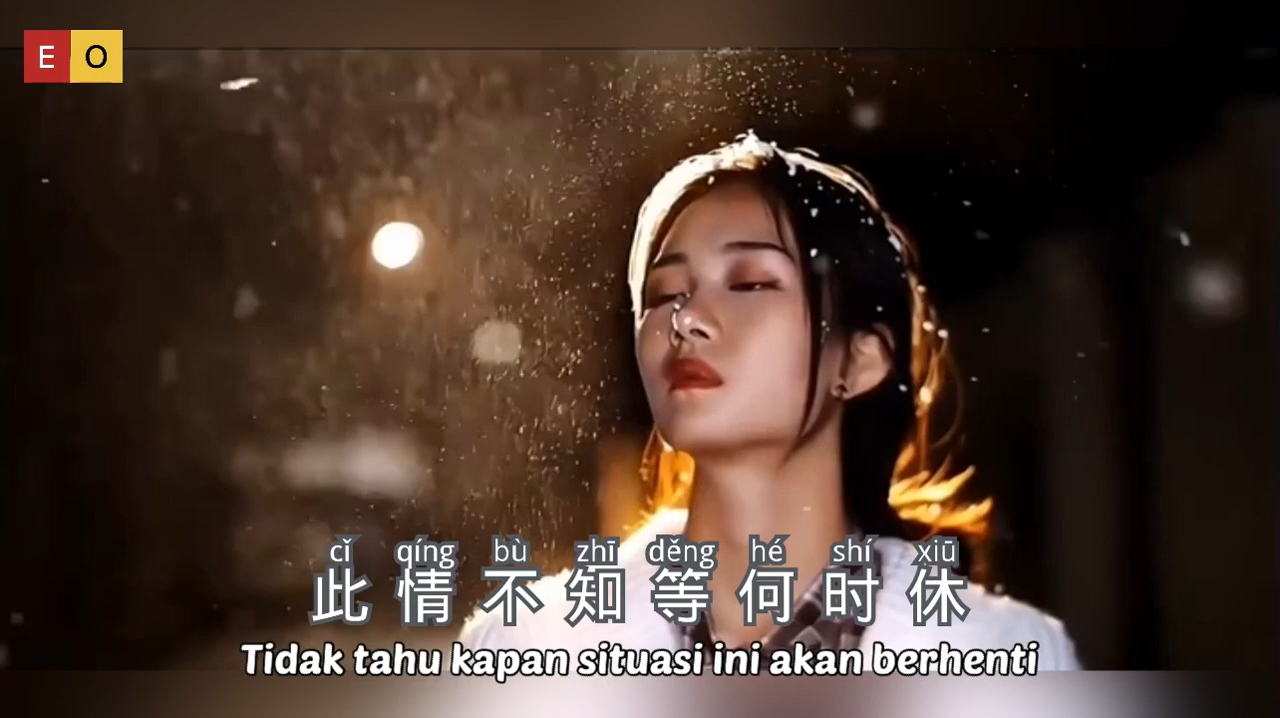 E O
cǐ qíng bù zhī děng hé shí xiū
此情不知等何时休
Tidak tahu kapan situasi ini akan berhenti